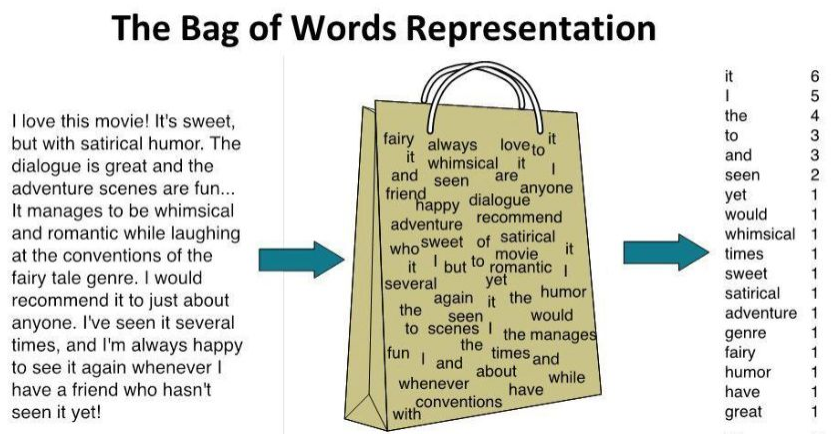 The Bag of Words Representation
I love this movie! It's sweet,
but with satirical humor. The
dialogue is great and the
adventure scenes are fun...
It manages to be whimsical
and romantic while laughing
at the conventions of the
fairy tale genre. I would
recommend it to just about
anyone. I've seen it several
times, and I'm always happy
to see it again whenever I
have a friend who hasn't
seen it yet!
fairy always love to it
it whimsical it I
and seen are anyone
friend happy dialogue
adventure recommend
who sweet of satirical
it I but to movie it
romantic I
several yet
again it the humor
the seen would
to scenes I the manages
fun I the times and
and about while
whenever have
conventions
with
it 6
I 5
the 4
to 3
and 3
seen 2
yet 1
would 1
whimsical 1
times 1
sweet 1
satirical 1
adventure 1
genre 1
fairy 1
humor 1
have 1
great 1